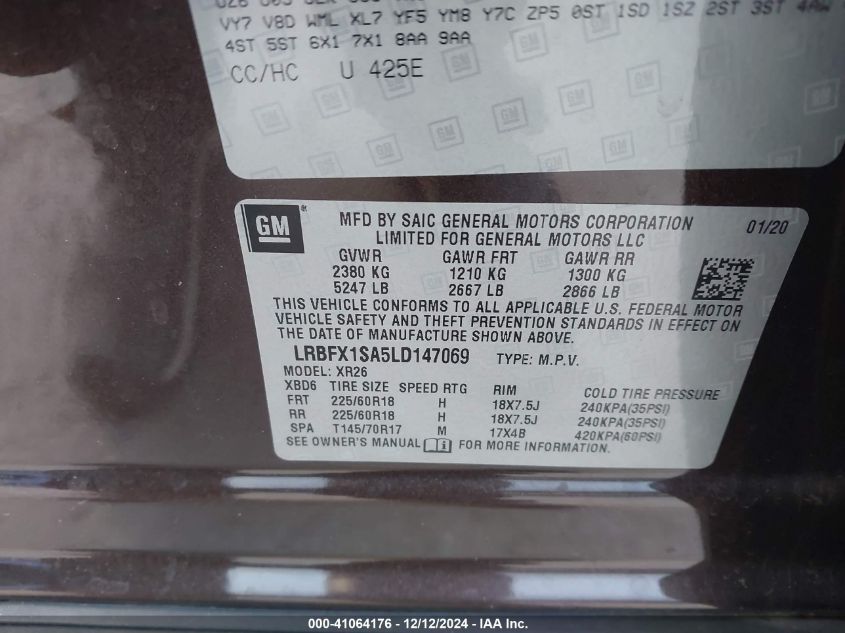 VY7 V8D WML XL7 YF5 YM8 Y7C ZP5 0ST 1SD 1SZ 2ST 3ST 4AW
4ST 5ST 6X1 7X1 8AA 9AA
CC/HC U 425E
GM
MFD BY SAIC GENERAL MOTORS CORPORATION 01/20
LIMITED FOR GENERAL MOTORS LLC
GVWR GAWR FRT GAWR RR
2380 KG 1210 KG 1300 KG
5247 LB 2667 LB 2866 LB
THIS VEHICLE CONFORMS TO ALL APPLICABLE U.S. FEDERAL MOTOR
VEHICLE SAFETY AND THEFT PREVENTION STANDARDS IN EFFECT ON
THE DATE OF MANUFACTURE SHOWN ABOVE.
LRBFX1SA5LD147069 TYPE: M.P.V.
MODEL: XR26
XBD6 TIRE SIZE SPEED RTG RIM COLD TIRE PRESSURE
FRT 225/60R18 H 18X7.5J 240KPA(35PSI)
RR 225/60R18 H 18X7.5J 240KPA(35PSI)
SPA T145/70R17 M 17X4B 420KPA(60PSI)
SEE OWNER'S MANUAL FOR MORE INFORMATION.
000-41064176 - 12/12/2024 - IAA Inc.